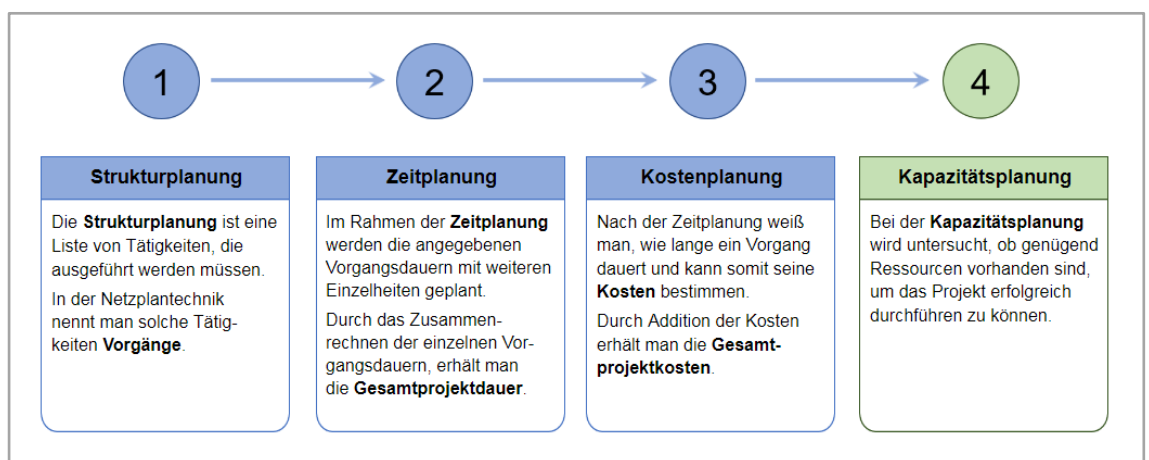 1
2
3
4
Strukturplanung
Die Strukturplanung ist eine
Liste von Tätigkeiten, die
ausgeführt werden müssen.
In der Netzplantechnik
nennt man solche Tätig-
keiten Vorgänge.
Zeitplanung
Im Rahmen der Zeitplanung
werden die angegebenen
Vorgangsdauern mit weiteren
Einzelheiten geplant.
Durch das Zusammen-
rechnen der einzelnen Vor-
gangsdauern, erhält man
die Gesamtprojektdauer.
Kostenplanung
Nach der Zeitplanung weiß
man, wie lange ein Vorgang
dauert und kann somit seine
Kosten bestimmen.
Durch Addition der Kosten
erhält man die Gesamt-
projektkosten.
Kapazitätsplanung
Bei der Kapazitätsplanung
wird untersucht, ob genügend
Ressourcen vorhanden sind,
um das Projekt erfolgreich
durchführen zu können.